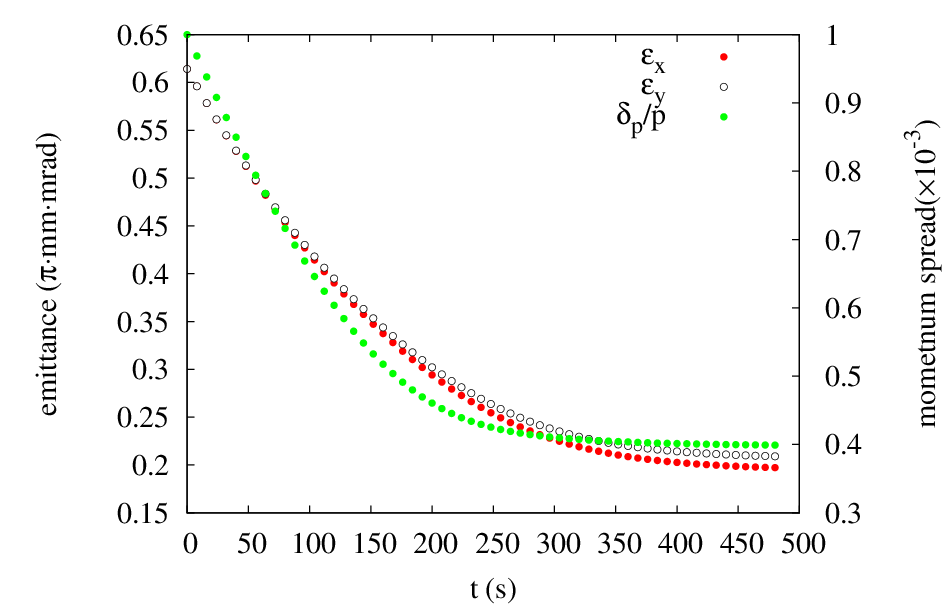 0.65
0.6
0.55
0.5
0.45
0.4
0.35
0.3
0.25
0.2
0.15
emittance (π·mm·mrad)
εx
εy
δp/p
1
0.9
0.8
0.7
0.6
0.5
0.4
0.3
mometnum spread(×10-3)
0 50 100 150 200 250 300 350 400 450 500
t (s)